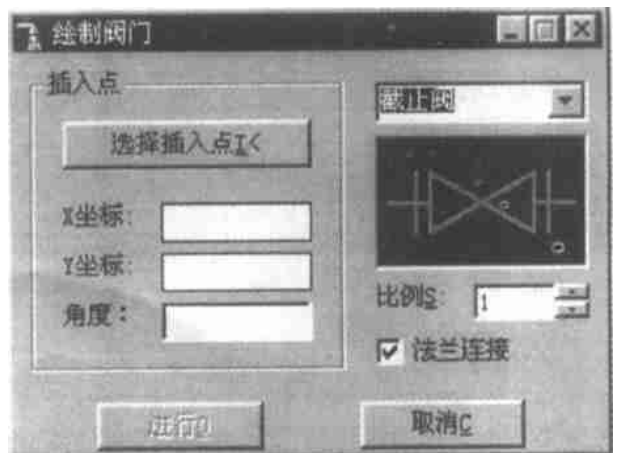 绘制阀门
插入点
选择插入点I<
X坐标:
Y坐标:
角度：
截止阀
比例S: 1
法兰连接
进行O
取消C